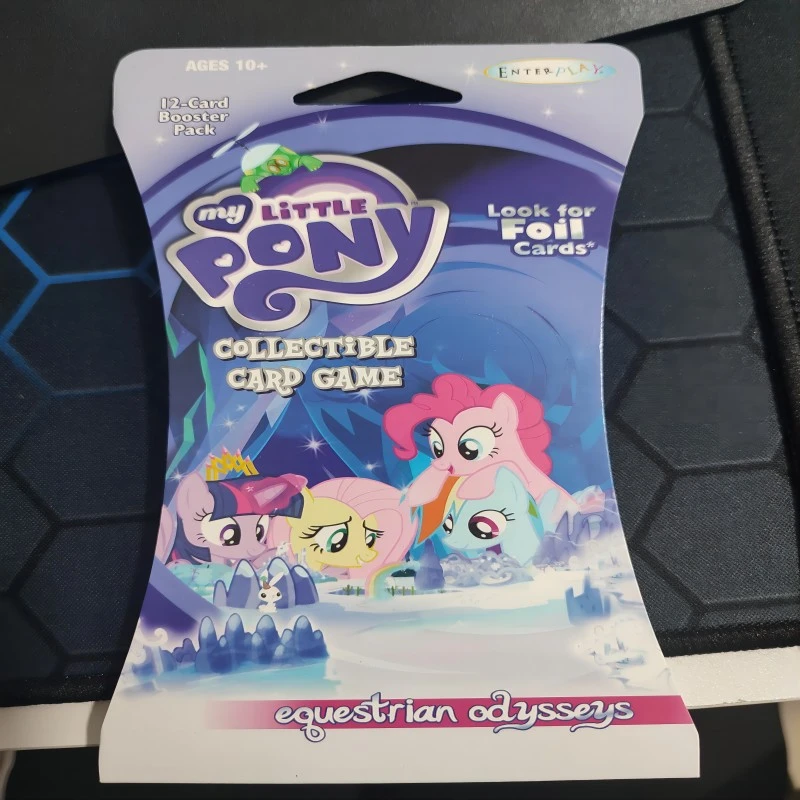 AGES 10+
ENTERPLAY
12-Card
Booster
Pack
my LITTLE
PONY
TM
Look for
Foil
Cards*
COLLECTIBLE
CARD GAME
equestrian odysseys